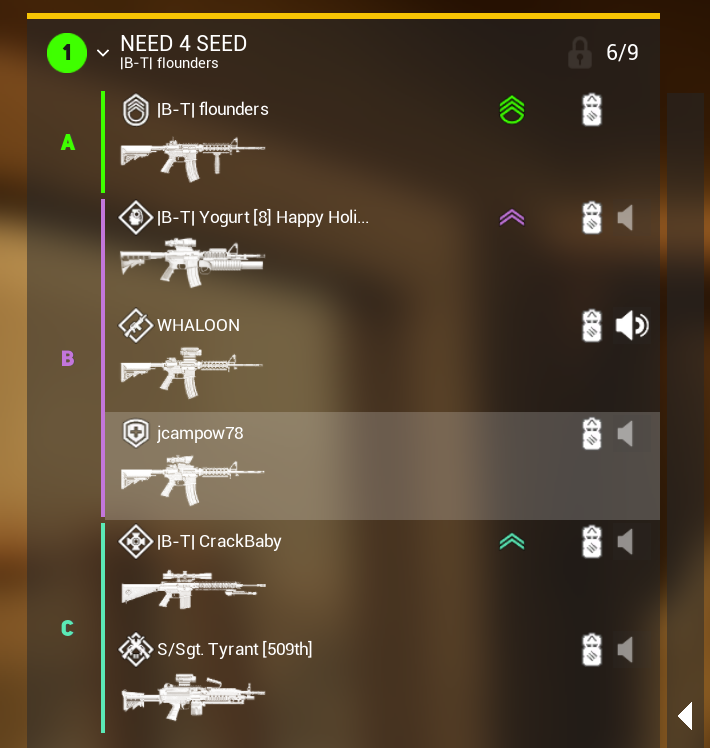 1
NEED 4 SEED
|B-T| flounders
6/9
A
|B-T| flounders
|B-T| Yogurt [8] Happy Holi...
B
WHALOON
jcampow78
C
|B-T| CrackBaby
S/Sgt. Tyrant [509th]